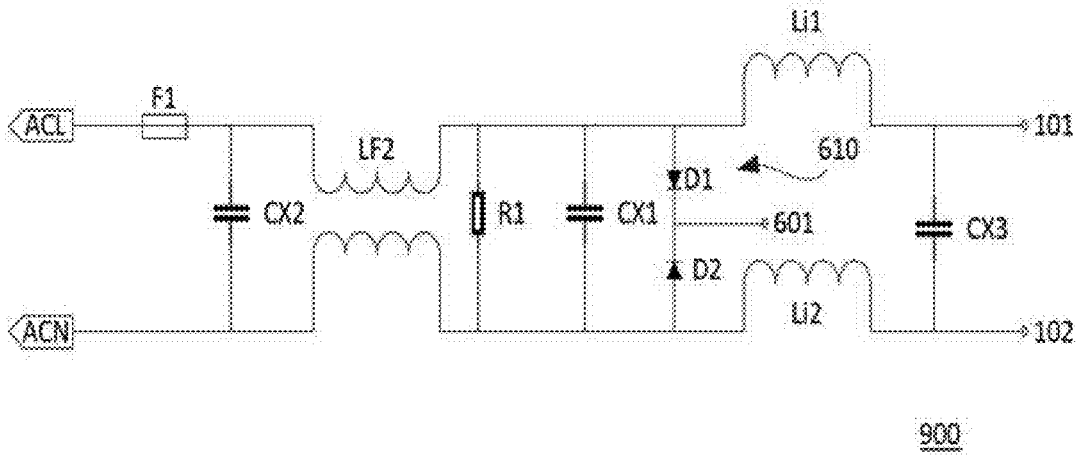 Li1
F1
ACL
101
LF2
610
D1
CX2
R1
CX1
601
CX3
D2
Li2
ACN
102
900